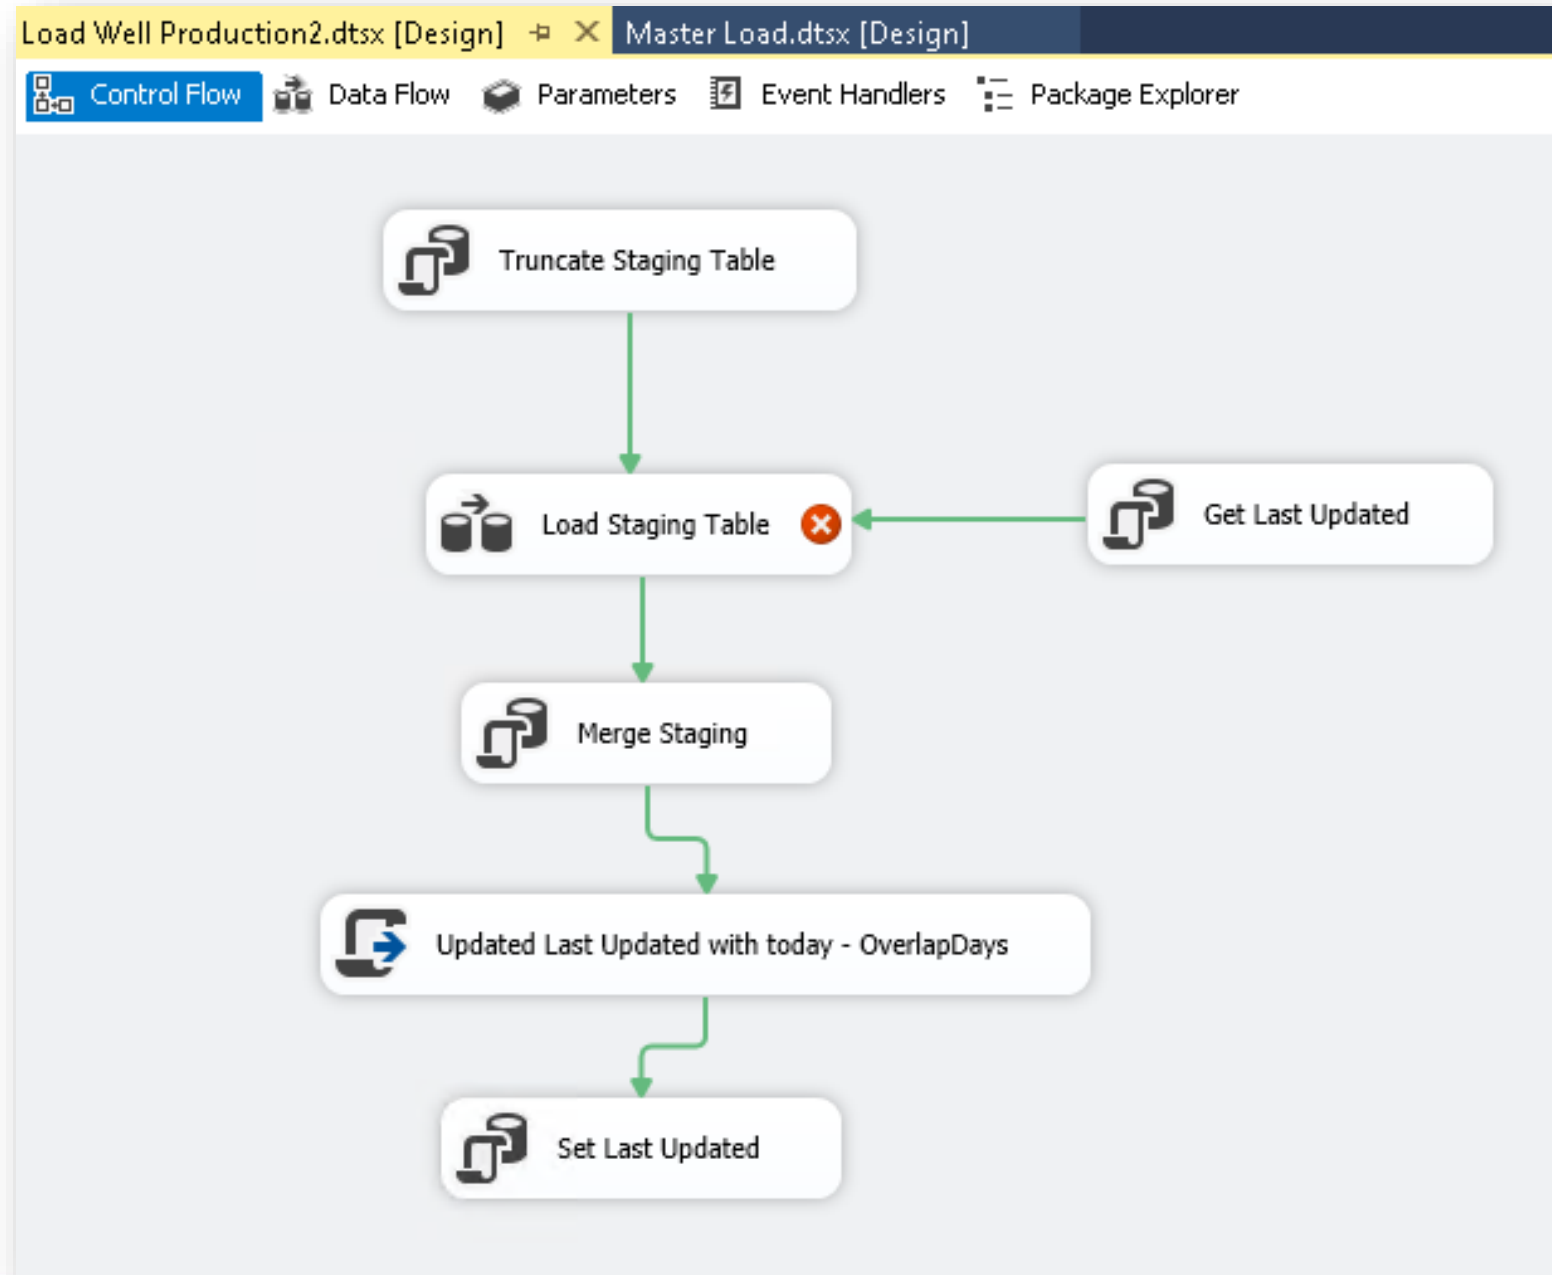 Load Well Production2.dtsx [Design] Master Load.dtsx [Design]
Control Flow Data Flow Parameters Event Handlers Package Explorer
Truncate Staging Table
Load Staging Table
Get Last Updated
Merge Staging
Updated Last Updated with today - OverlapDays
Set Last Updated